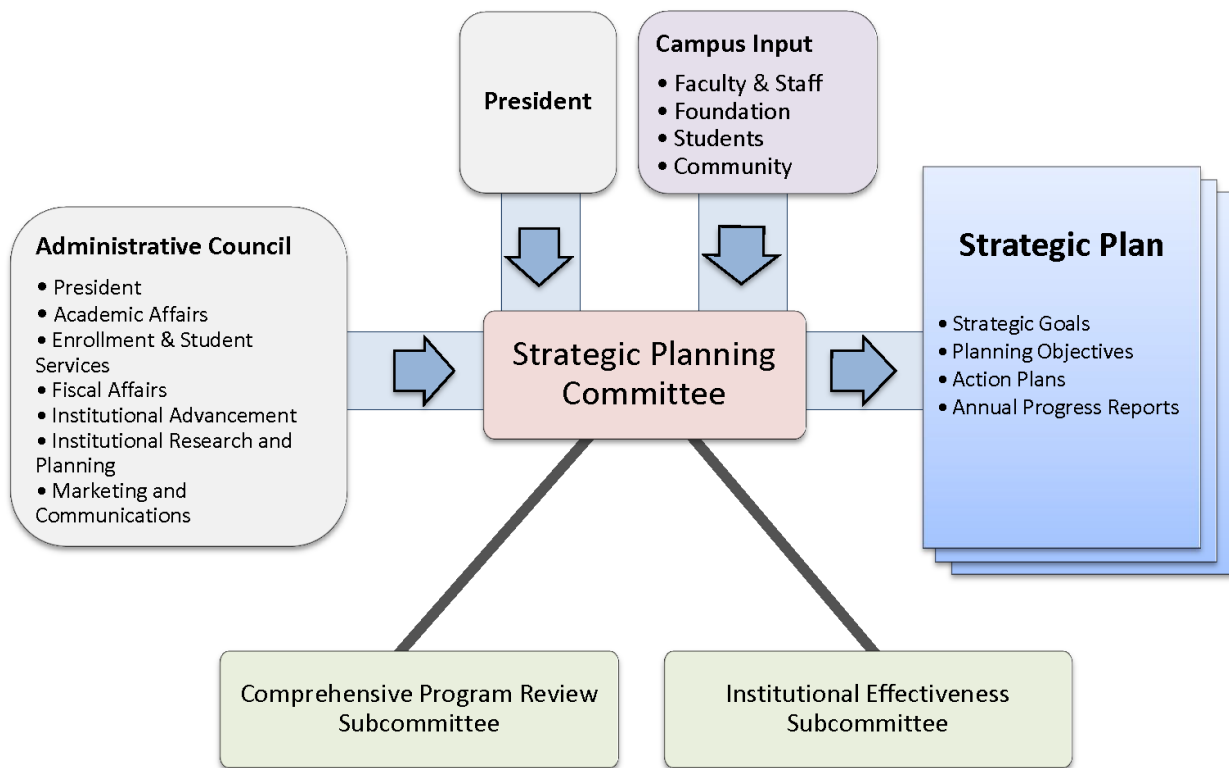 President
Campus Input
• Faculty & Staff
• Foundation
• Students
• Community
Administrative Council
• President
• Academic Affairs
• Enrollment & Student
Services
• Fiscal Affairs
• Institutional Advancement
• Institutional Research and
Planning
• Marketing and
Communications
Strategic Planning
Committee
Strategic Plan
• Strategic Goals
• Planning Objectives
• Action Plans
• Annual Progress Reports
Comprehensive Program Review
Subcommittee
Institutional Effectiveness
Subcommittee